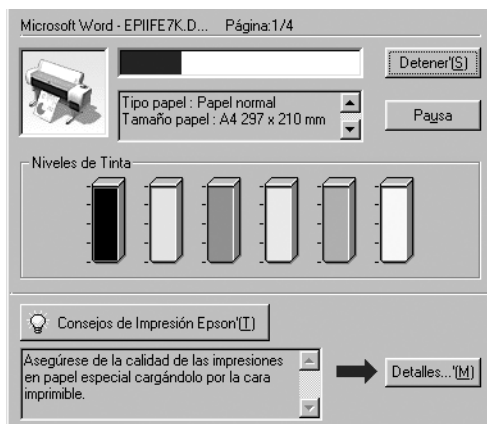 Microsoft Word - EPIIFE7K.D... Página:1/4
Detener'(S)
Tipo papel : Papel normal
Tamaño papel : A4 297 x 210 mm
Pausa
Niveles de Tinta
Consejos de Impresión Epson'(T)
Asegúrese de la calidad de las impresiones
en papel especial cargándolo por la cara
imprimible.
Detalles...'(M)